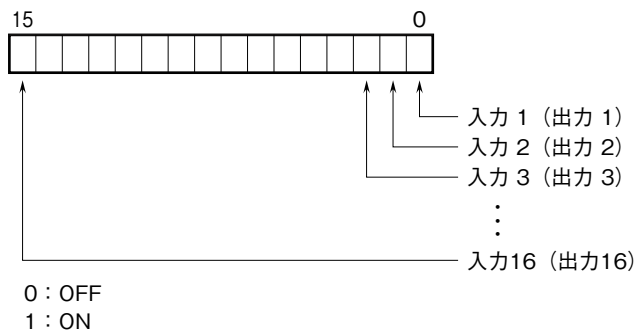 15 0
入力 1（出力 1）
入力 2（出力 2）
入力 3（出力 3）
⋮
入力16（出力16）
0：OFF
1：ON